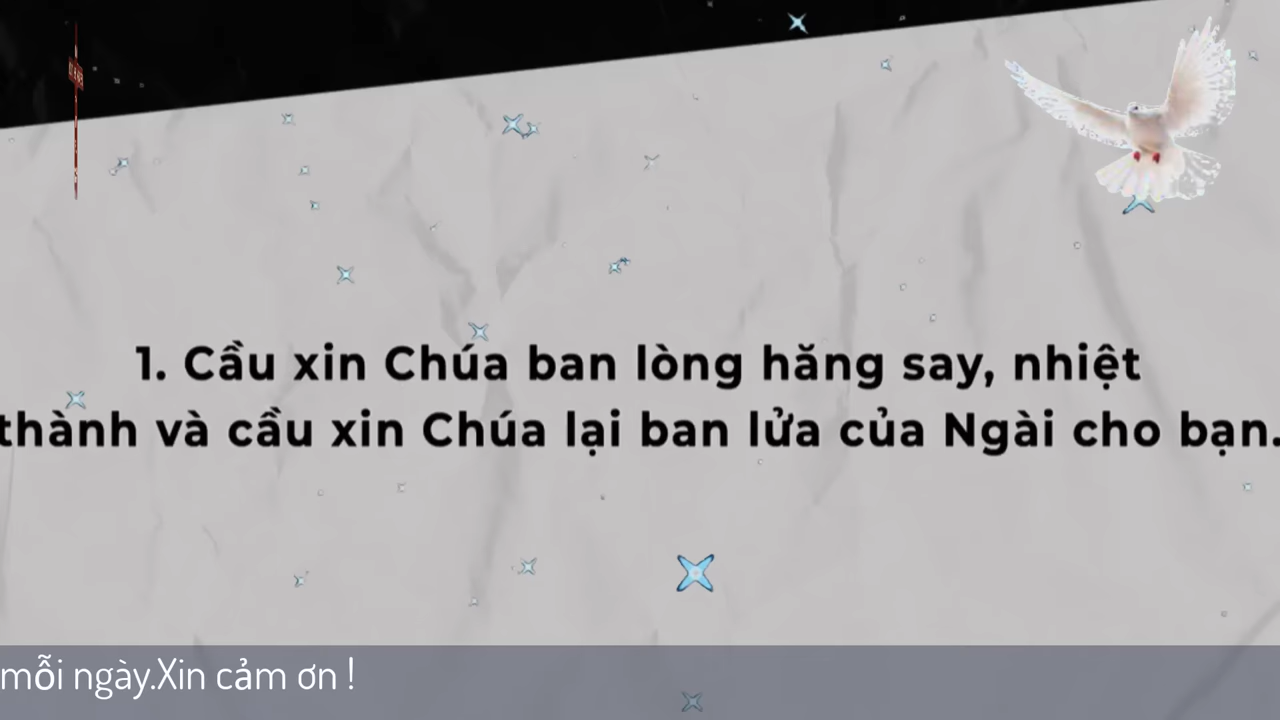 1. Cầu xin Chúa ban lòng hăng say, nhiệt
thành và cầu xin Chúa lại ban lửa của Ngài cho bạn.
mỗi ngày.Xin cảm ơn !